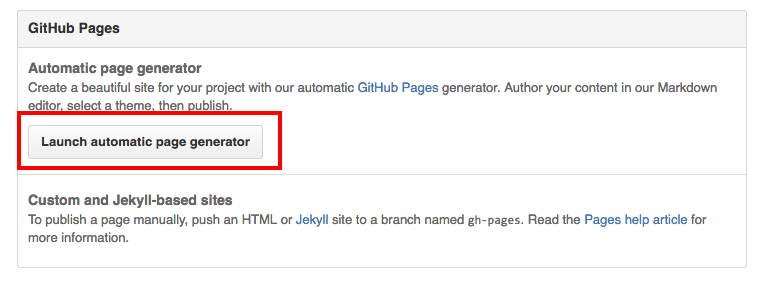 GitHub Pages
Automatic page generator
Create a beautiful site for your project with our automatic GitHub Pages generator. Author your content in our Markdown
editor, select a theme, then publish.
Launch automatic page generator
Custom and Jekyll-based sites
To publish a page manually, push an HTML or Jekyll site to a branch named gh-pages. Read the Pages help article for
more information.